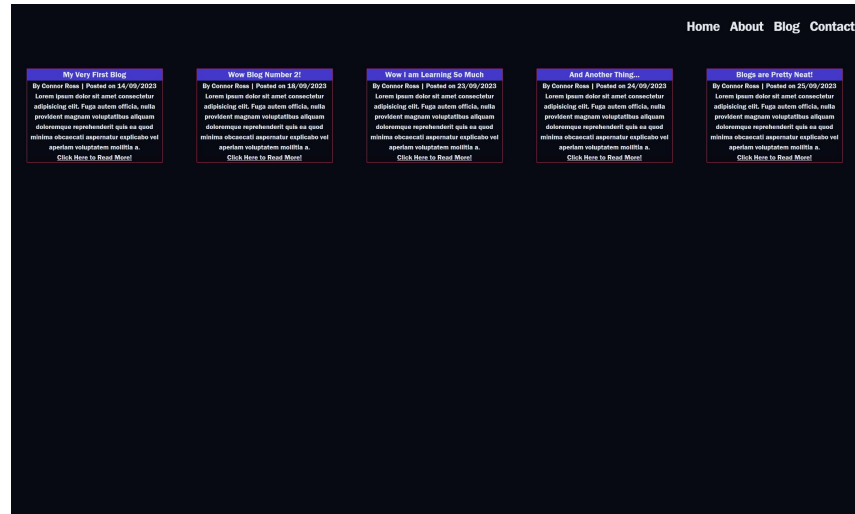 Home About Blog Contact
My Very First Blog
By Connor Ross | Posted on 14/09/2023
Lorem ipsum dolor sit amet consectetur
adipisicing elit. Fuga autem officia, nulla
provident magnam voluptatibus aliquam
doloremque reprehenderit quis ea quod
minima obcaecati aspernatur explicabo vel
aperiam voluptatem mollitia a.
Click Here to Read More!
Wow Blog Number 2!
By Connor Ross | Posted on 18/09/2023
Lorem ipsum dolor sit amet consectetur
adipisicing elit. Fuga autem officia, nulla
provident magnam voluptatibus aliquam
doloremque reprehenderit quis ea quod
minima obcaecati aspernatur explicabo vel
aperiam voluptatem mollitia a.
Click Here to Read More!
Wow I am Learning So Much
By Connor Ross | Posted on 23/09/2023
Lorem ipsum dolor sit amet consectetur
adipisicing elit. Fuga autem officia, nulla
provident magnam voluptatibus aliquam
doloremque reprehenderit quis ea quod
minima obcaecati aspernatur explicabo vel
aperiam voluptatem mollitia a.
Click Here to Read More!
And Another Thing...
By Connor Ross | Posted on 24/09/2023
Lorem ipsum dolor sit amet consectetur
adipisicing elit. Fuga autem officia, nulla
provident magnam voluptatibus aliquam
doloremque reprehenderit quis ea quod
minima obcaecati aspernatur explicabo vel
aperiam voluptatem mollitia a.
Click Here to Read More!
Blogs are Pretty Neat!
By Connor Ross | Posted on 25/09/2023
Lorem ipsum dolor sit amet consectetur
adipisicing elit. Fuga autem officia, nulla
provident magnam voluptatibus aliquam
doloremque reprehenderit quis ea quod
minima obcaecati aspernatur explicabo vel
aperiam voluptatem mollitia a.
Click Here to Read More!